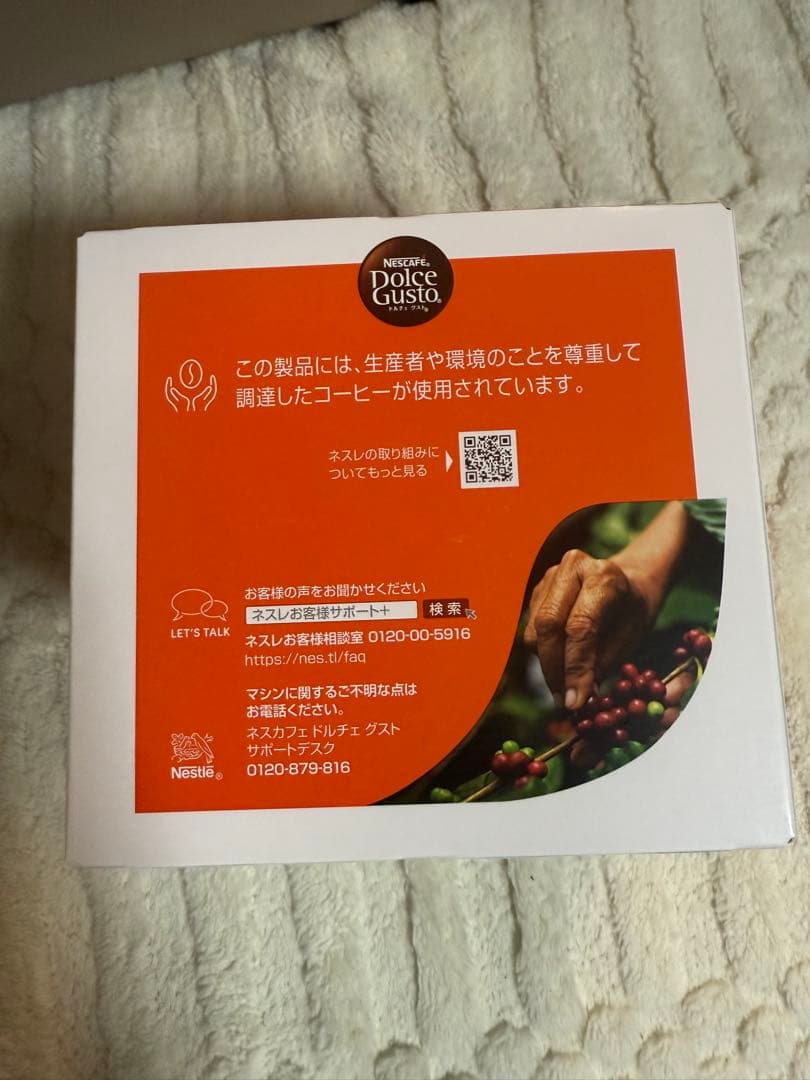 NESCAFÉ®
Dolce
Gusto®
ドルチェ グスト®
この製品には、生産者や環境のことを尊重して
調達したコーヒーが使用されています。
ネスレの取り組みに
ついてもっと見る
お客様の声をお聞かせください
ネスレお客様サポート+ 検索
LET'S TALK
ネスレお客様相談室 0120-00-5916
https://nes.tl/faq
マシンに関するご不明な点は
お電話ください。
ネスカフェ ドルチェ グスト
サポートデスク
0120-879-816
Nestlé®